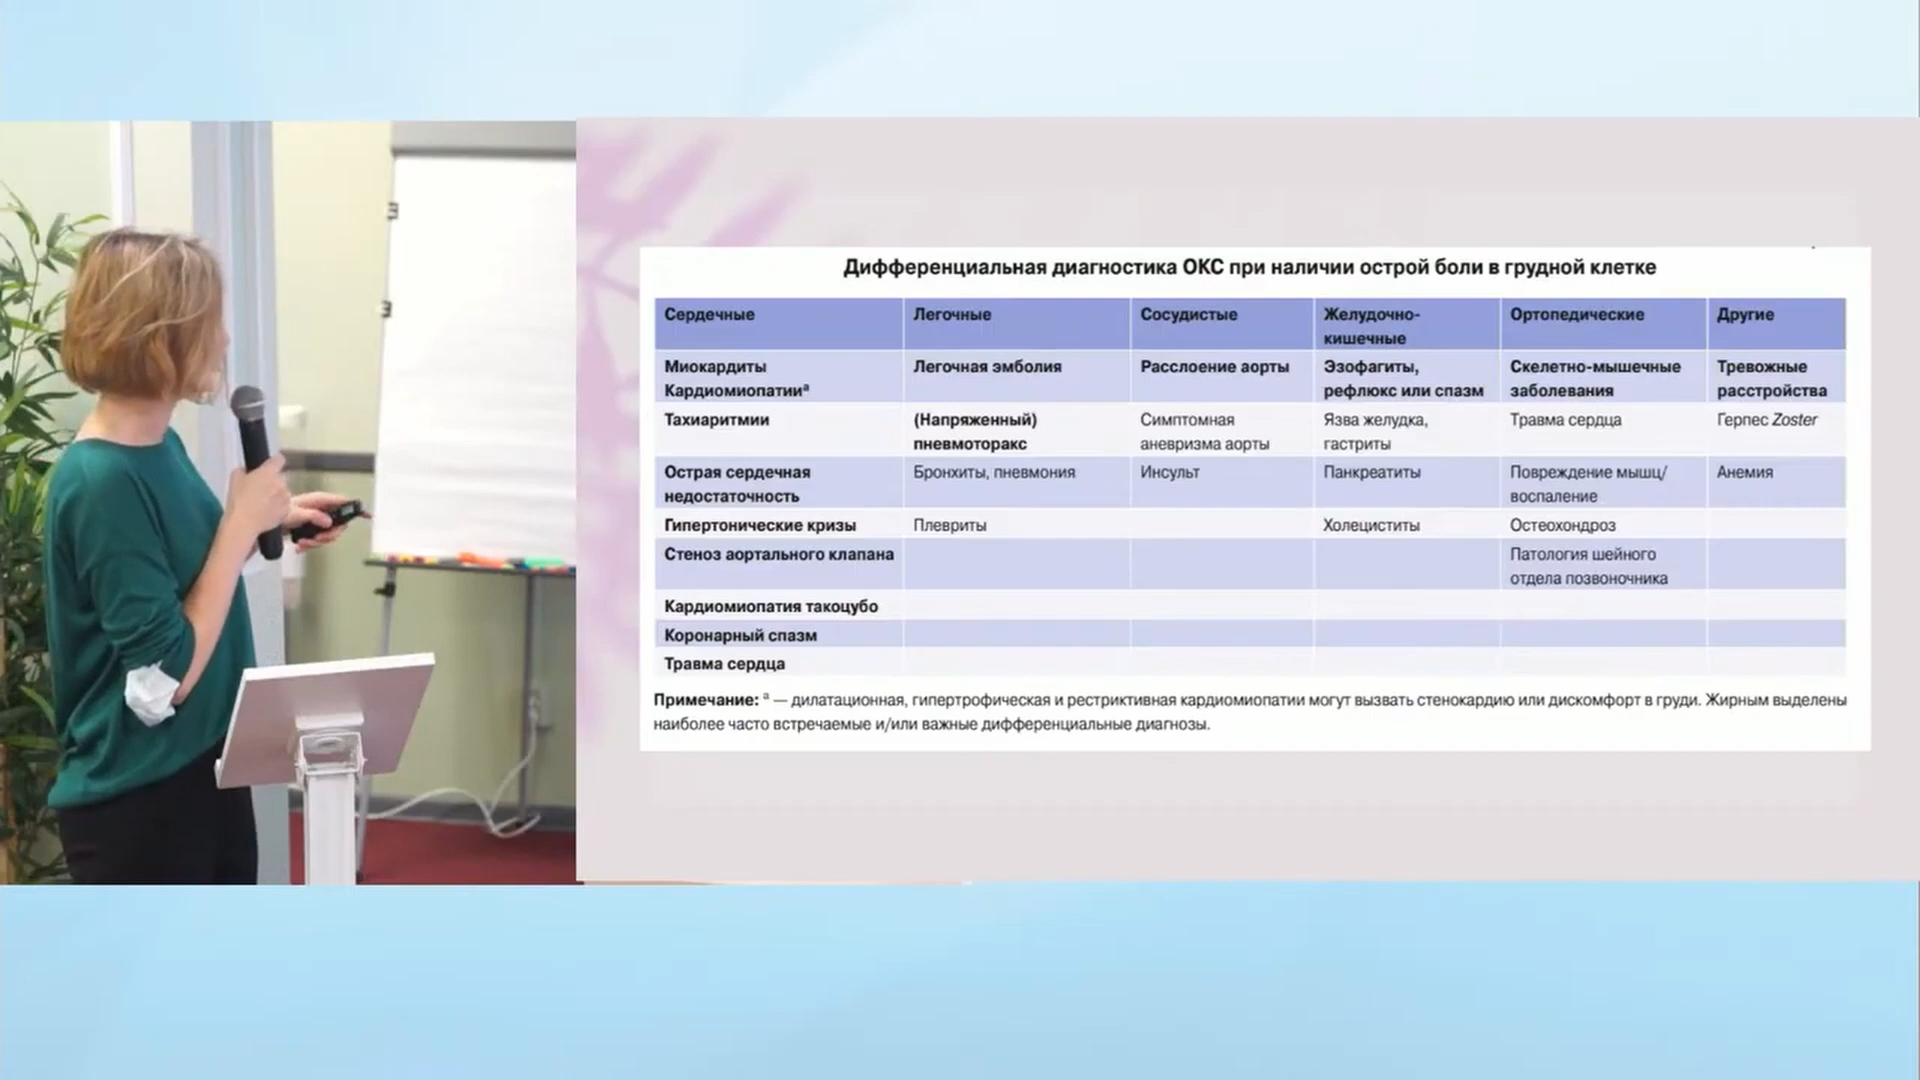 Дифференциальная диагностика ОКС при наличии острой боли в грудной клетке
Сердечные Легочные Сосудистые Желудочно- Ортопедические Другие
кишечные
Миокардиты Легочная эмболия Расслоение аорты Эзофагиты, Скелетно-мышечные Тревожные
Кардиомиопатииª рефлюкс или спазм заболевания расстройства
Тахиаритмии (Напряженный) Симптомная Язва желудка, Травма сердца Герпес Zoster
пневмоторакс аневризма аорты гастриты
Острая сердечная Бронхиты, пневмония Инсульт Панкреатиты Повреждение мышц/ Анемия
недостаточность воспаление
Гипертонические кризы Плевриты Холециститы Остеохондроз
Стеноз аортального клапана Патология шейного
отдела позвоночника
Кардиомиопатия такоцубо
Коронарный спазм
Травма сердца
Примечание: ª — дилатационная, гипертрофическая и рестриктивная кардиомиопатии могут вызвать стенокардию или дискомфорт в груди. Жирным выделены
наиболее часто встречаемые и/или важные дифференциальные диагнозы.